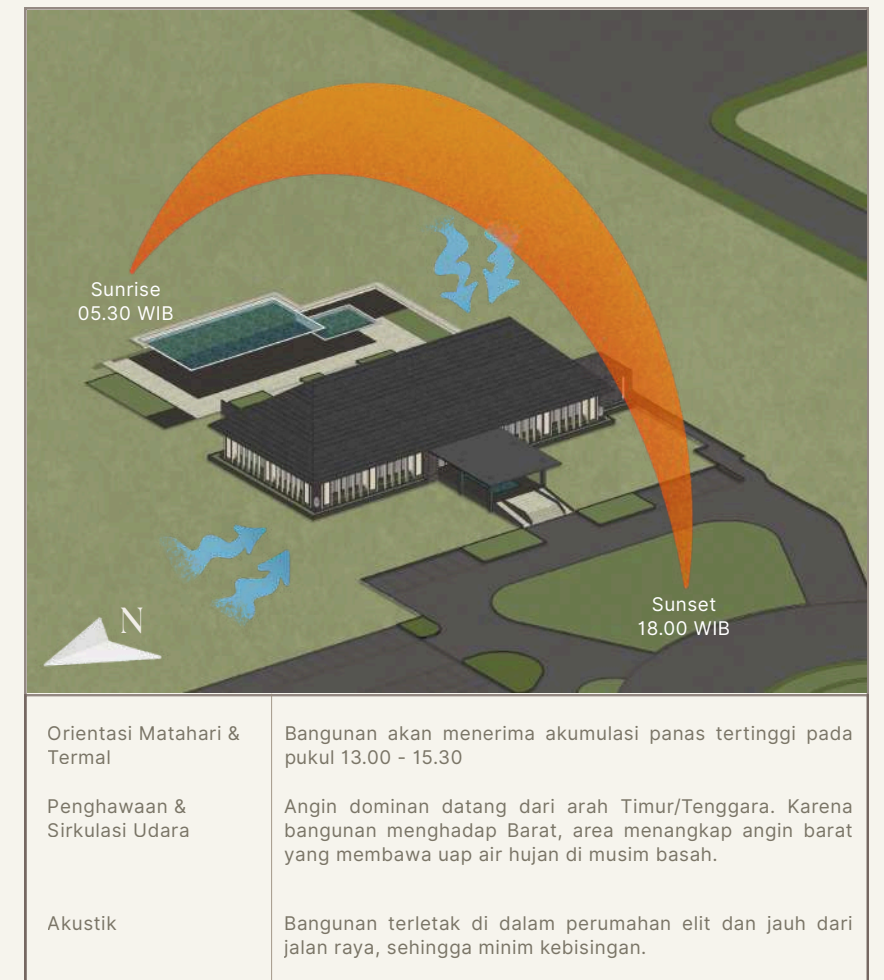 Sunrise
05.30 WIB
N
Sunset
18.00 WIB
Orientasi Matahari &
Termal
Bangunan akan menerima akumulasi panas tertinggi pada
pukul 13.00 - 15.30
Penghawaan &
Sirkulasi Udara
Angin dominan datang dari arah Timur/Tenggara. Karena
bangunan menghadap Barat, area menangkap angin barat
yang membawa uap air hujan di musim basah.
Akustik
Bangunan terletak di dalam perumahan elit dan jauh dari
jalan raya, sehingga minim kebisingan.